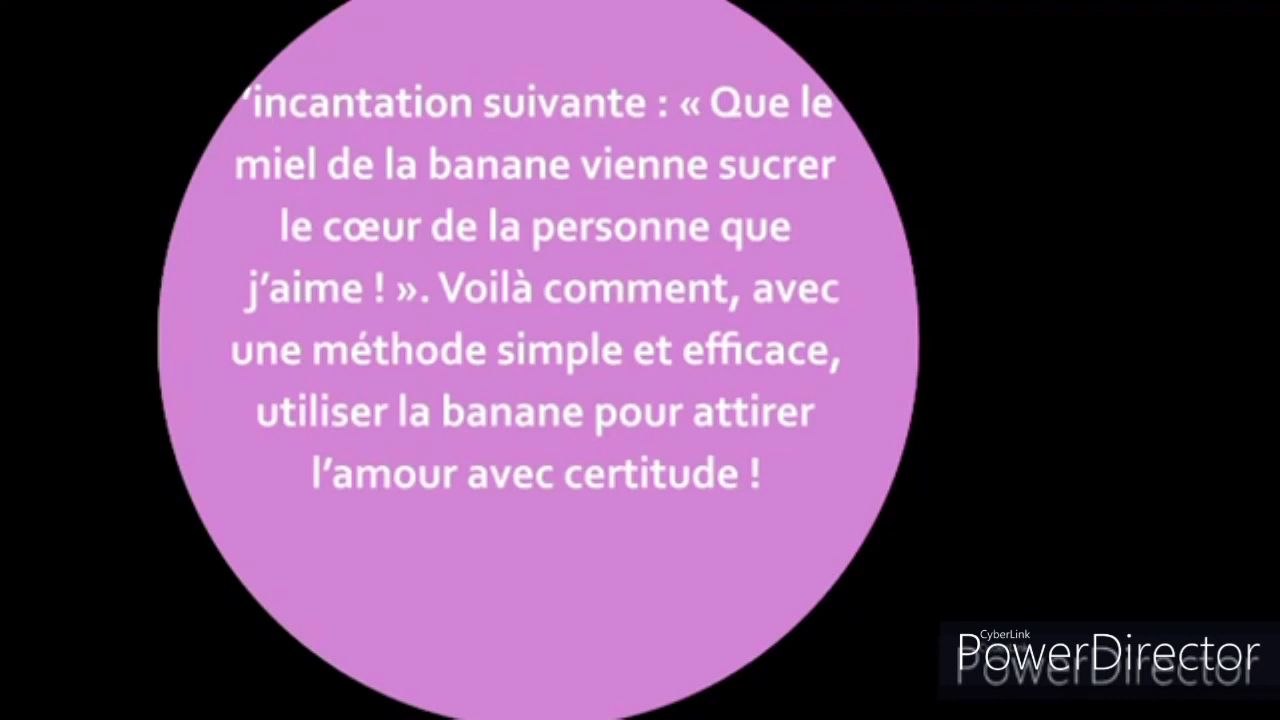 ’incantation suivante : « Que le
miel de la banane vienne sucrer
le cœur de la personne que
j’aime ! ». Voilà comment, avec
une méthode simple et efficace,
utiliser la banane pour attirer
l’amour avec certitude !
CyberLink
PowerDirector